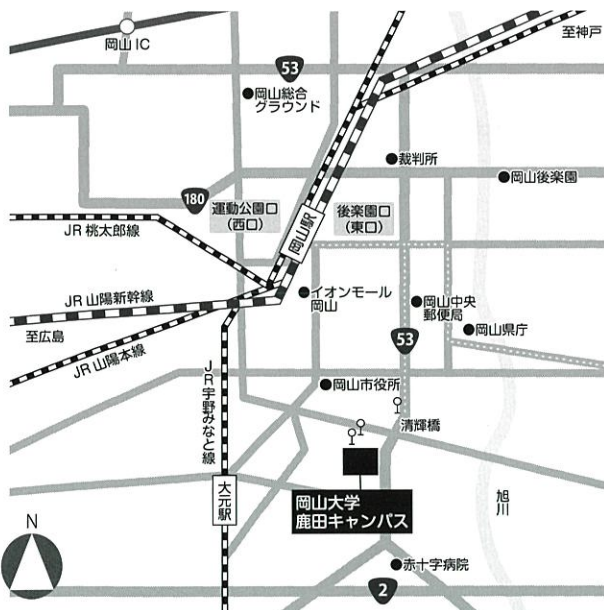 岡山 IC
至神戸
53
岡山総合
グラウンド
裁判所
岡山後楽園
180
運動公園口
(西口)
岡山駅
後楽園口
(東口)
JR 桃太郎線
JR 山陽新幹線
イオンモール
岡山
岡山中央
郵便局
至広島
53
岡山県庁
JR 山陽本線
JR宇野みなと線
岡山市役所
清輝橋
大元駅
岡山大学
鹿田キャンパス
旭川
N
赤十字病院
2